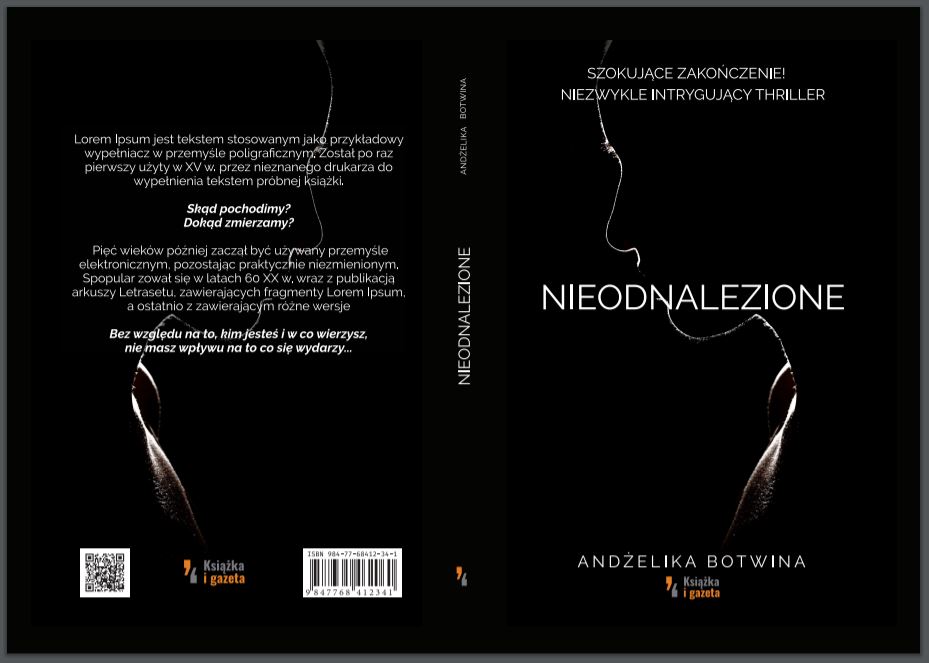 Lorem Ipsum jest tekstem stosowanym jako przykładowy
wypełniacz w przemyśle poligraficznym. Został po raz
pierwszy użyty w XV w. przez nieznanego drukarza do
wypełnienia tekstem próbnej książki.
Skąd pochodimy?
Dokąd zmierzamy?
Pięć wieków później zaczął być używany przemyśle
elektronicznym, pozostając praktycznie niezmienionym.
Spopular zował się w latach 60 XX w, wraz z publikacją
arkuszy Letrasetu, zawierających fragmenty Lorem Ipsum,
a ostatnio z zawierającym różne wersje
Bez względu na to, kim jesteś i w co wierzysz,
nie masz wpływu na to co się wydarzy...
Książka
i gazeta
ISBN 984-77-68412-34-1
9 847768 412341
ANDŻELIKA BOTWINA
NIEODNALEZIONE
SZOKUJĄCE ZAKOŃCZENIE!
NIEZWYKLE INTRYGUJĄCY THRILLER
NIEODNALEZIONE
ANDŻELIKA BOTWINA
Książka
i gazeta